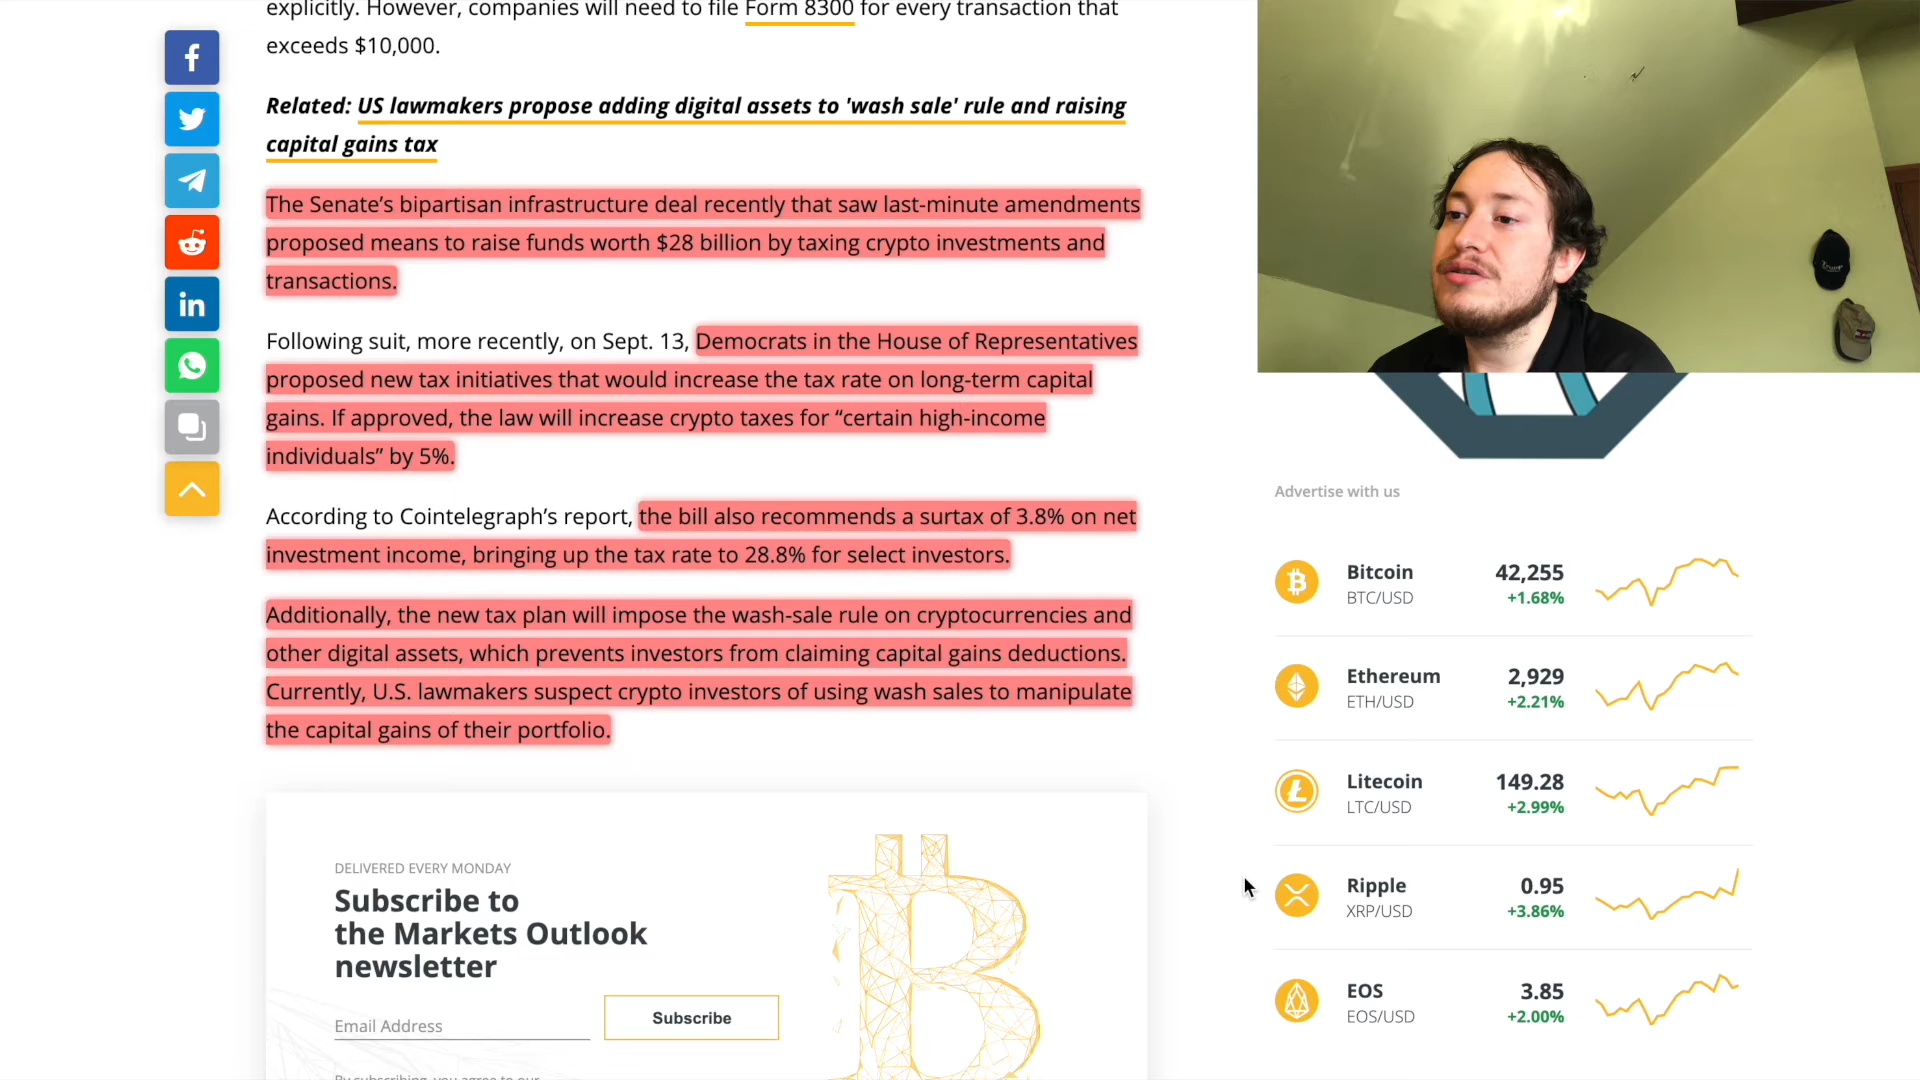 explicitly. However, companies will need to file Form 8300 for every transaction that
exceeds $10,000.
Related: US lawmakers propose adding digital assets to 'wash sale' rule and raising
capital gains tax
The Senate’s bipartisan infrastructure deal recently that saw last-minute amendments
proposed means to raise funds worth $28 billion by taxing crypto investments and
transactions.
Following suit, more recently, on Sept. 13, Democrats in the House of Representatives
proposed new tax initiatives that would increase the tax rate on long-term capital
gains. If approved, the law will increase crypto taxes for “certain high-income
individuals” by 5%.
According to Cointelegraph’s report, the bill also recommends a surtax of 3.8% on net
investment income, bringing up the tax rate to 28.8% for select investors.
Additionally, the new tax plan will impose the wash-sale rule on cryptocurrencies and
other digital assets, which prevents investors from claiming capital gains deductions.
Currently, U.S. lawmakers suspect crypto investors of using wash sales to manipulate
the capital gains of their portfolio.
DELIVERED EVERY MONDAY
Subscribe to
the Markets Outlook
newsletter
Email Address
Subscribe
By subscribing, you agree to our
Advertise with us
Bitcoin 42,255
BTC/USD +1.68%
Ethereum 2,929
ETH/USD +2.21%
Litecoin 149.28
LTC/USD +2.99%
Ripple 0.95
XRP/USD +3.86%
EOS 3.85
EOS/USD +2.00%